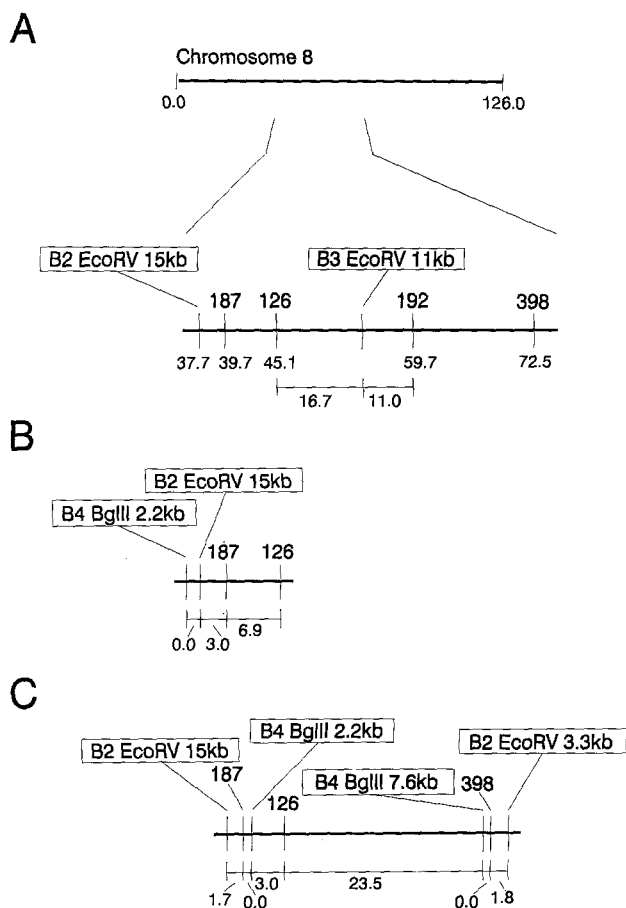 A
Chromosome 8
0.0 126.0
B2 EcoRV 15kb B3 EcoRV 11kb
187 126 192 398
37.7 39.7 45.1 59.7 72.5
16.7 11.0
B
B2 EcoRV 15kb
B4 BglII 2.2kb
187 126
6.9
0.0 3.0
C
B4 BglII 2.2kb
B2 EcoRV 15kb B2 EcoRV 3.3kb
187 B4 BglII 7.6kb 398
126
3.0 23.5
1.7 0.0 0.0 1.8